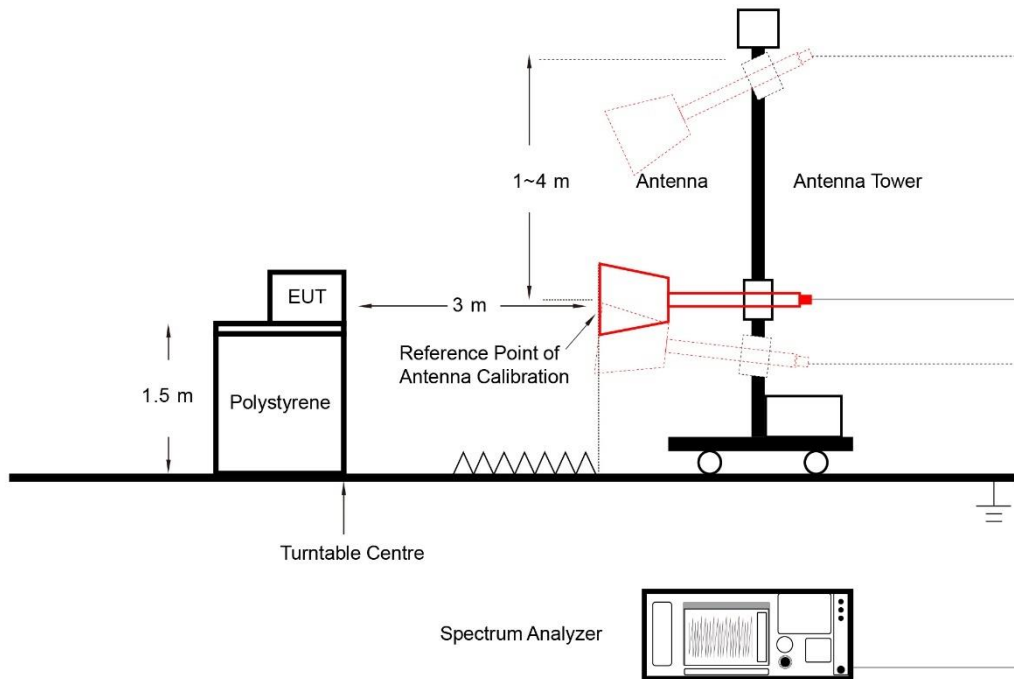 1~4 m
Antenna
Antenna Tower
EUT
3 m
Reference Point of
Antenna Calibration
1.5 m
Polystyrene
Turntable Centre
Spectrum Analyzer